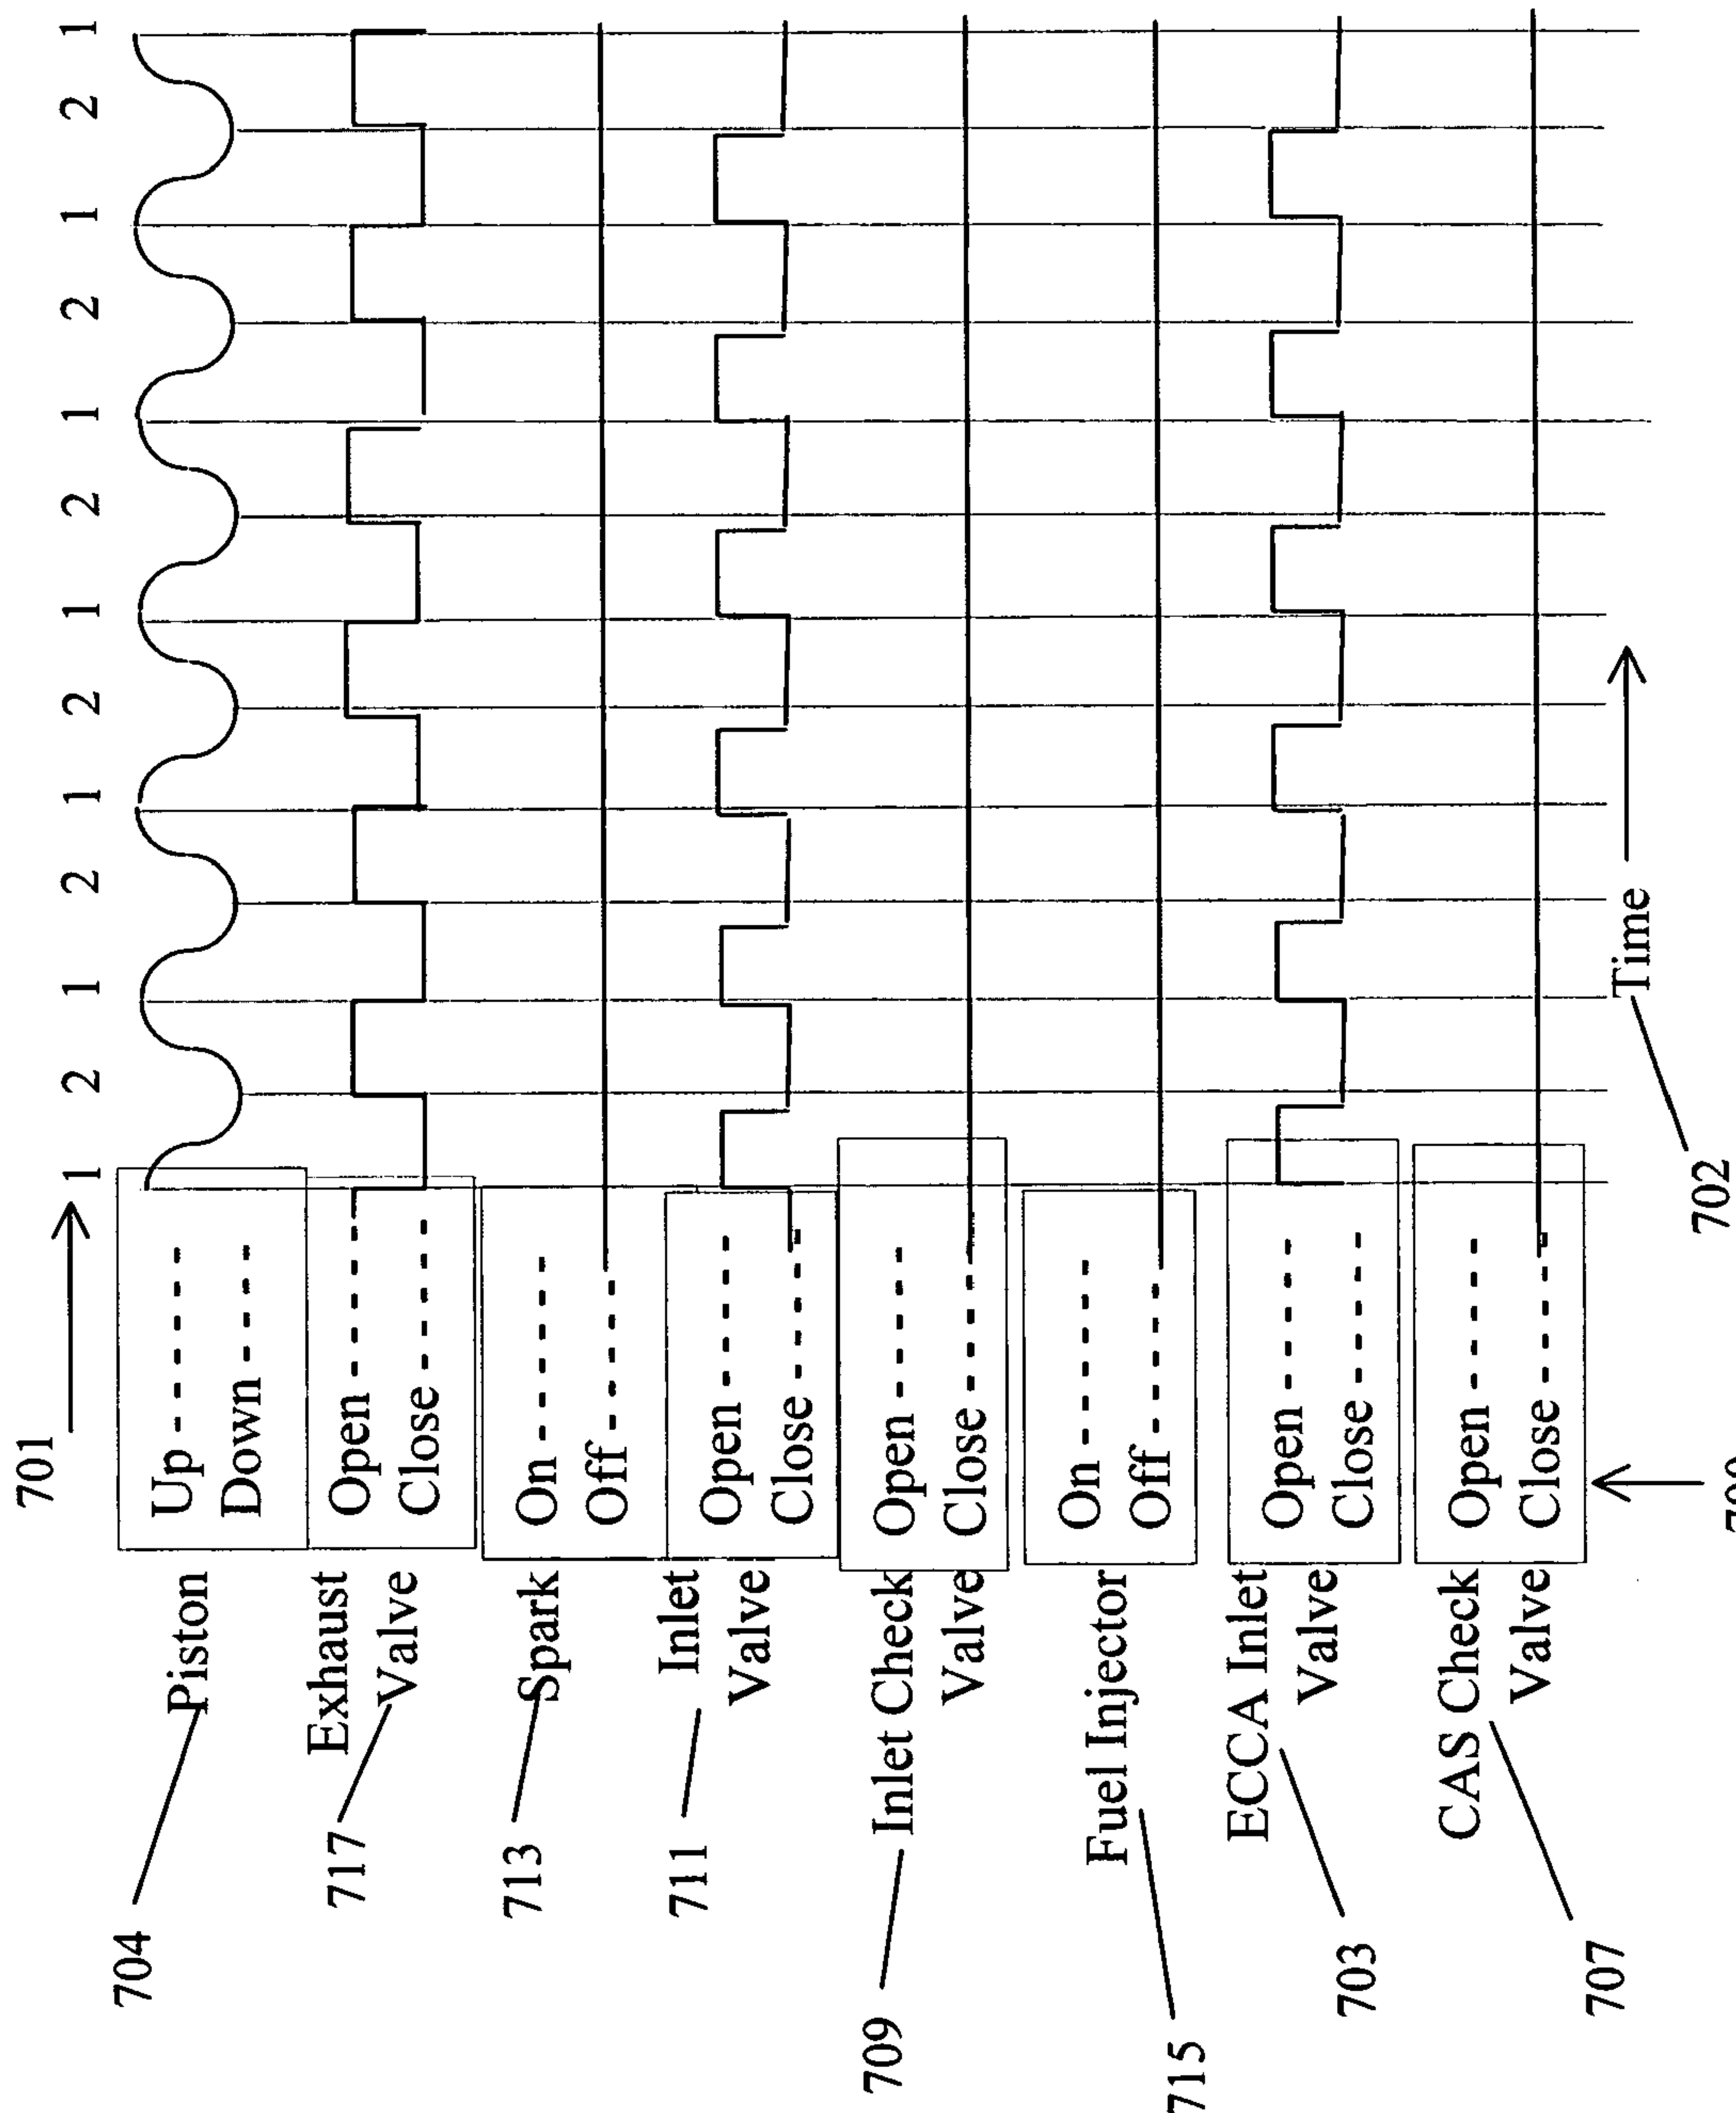 701
1 2 1 2 1 2 1 2 1 2 1 2 1
704
Piston
Up
Down
717
Exhaust
Valve
Open
Close
713
Spark
On
Off
711
Inlet
Valve
Open
Close
709
Inlet Check
Valve
Open
Close
715
Fuel Injector
On
Off
703
ECCA Inlet
Valve
Open
Close
707
CAS Check
Valve
Open
Close
Time
702